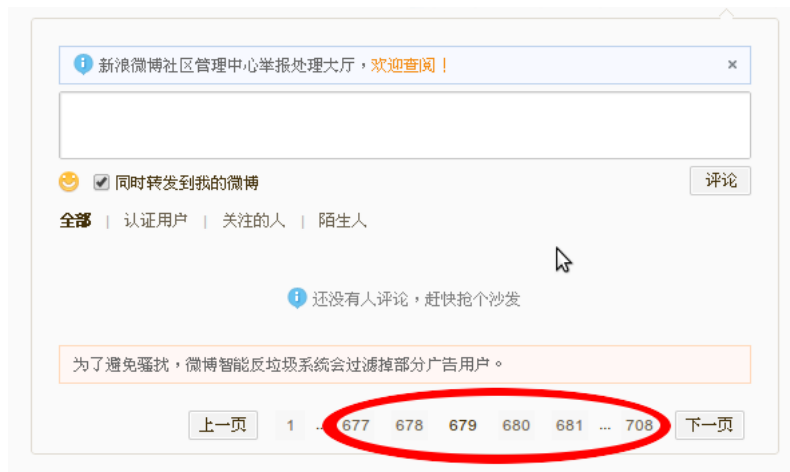 新浪微博社区管理中心举报处理大厅，欢迎查阅！ ×
同时转发到我的微博 评论
全部 | 认证用户 | 关注的人 | 陌生人
还没有人评论，赶快抢个沙发
为了避免骚扰，微博智能反垃圾系统会过滤掉部分广告用户。
上一页 1 ... 677 678 679 680 681 ... 708 下一页